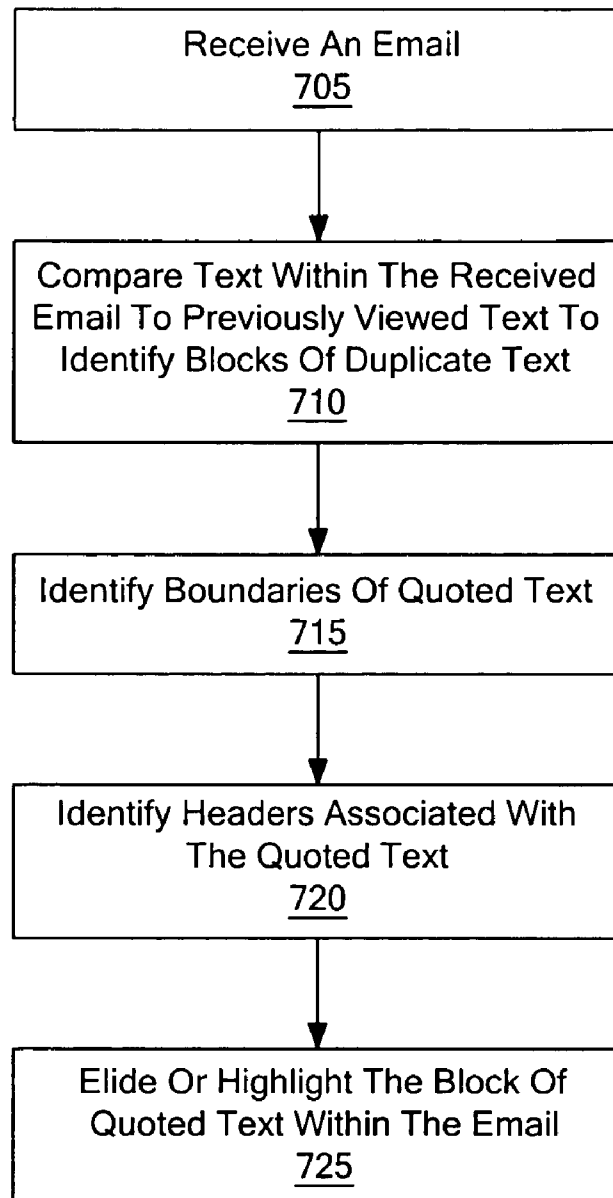 Receive An Email
705
Compare Text Within The Received
Email To Previously Viewed Text To
Identify Blocks Of Duplicate Text
710
Identify Boundaries Of Quoted Text
715
Identify Headers Associated With
The Quoted Text
720
Elide Or Highlight The Block Of
Quoted Text Within The Email
725